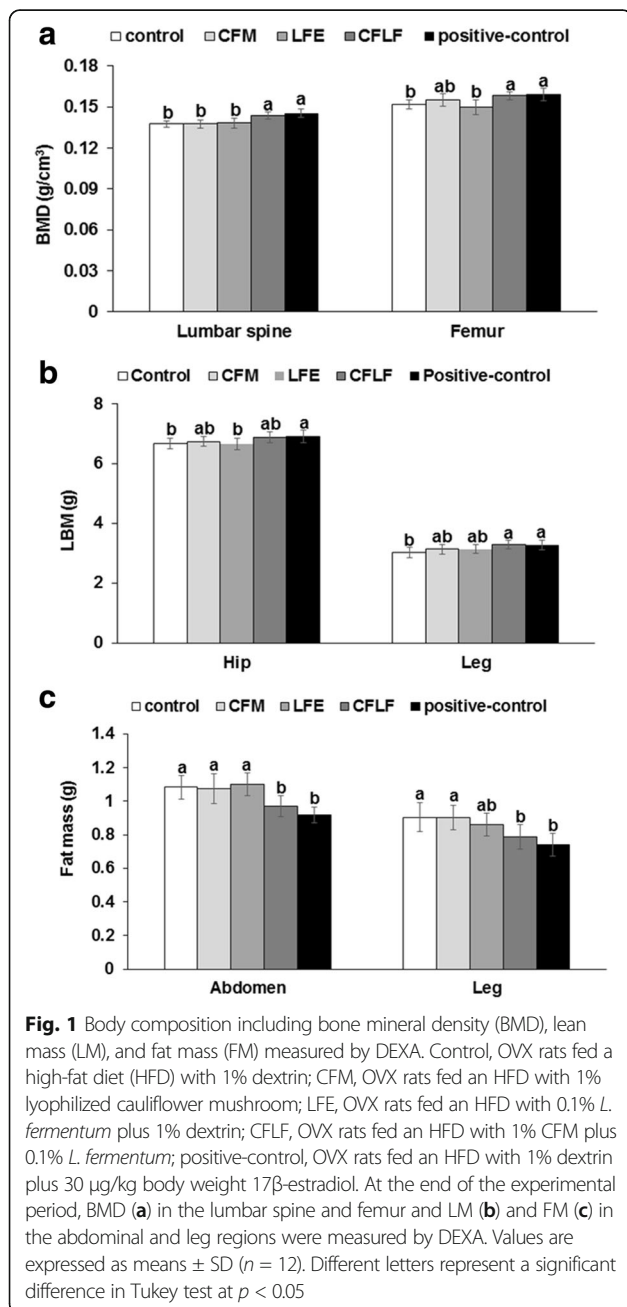 a
control CFM LFE CFLF positive-control
0.18
0.15
0.12
0.09
0.06
0.03
0
BMD (g/cm³)
b b b a a
b ab b a a
Lumbar spine Femur
b
Control CFM LFE CFLF Positive-control
8
6
4
2
0
LBM (g)
b ab b ab a
b ab ab a a
Hip Leg
c
control CFM LFE CFLF positive-control
1.4
1.2
1
0.8
0.6
0.4
0.2
0
Fat mass (g)
a a a b b
a a ab b b
Abdomen Leg
Fig. 1 Body composition including bone mineral density (BMD), lean
mass (LM), and fat mass (FM) measured by DEXA. Control, OVX rats fed a
high-fat diet (HFD) with 1% dextrin; CFM, OVX rats fed an HFD with 1%
lyophilized cauliflower mushroom; LFE, OVX rats fed an HFD with 0.1% L.
fermentum plus 1% dextrin; CFLF, OVX rats fed an HFD with 1% CFM plus
0.1% L. fermentum; positive-control, OVX rats fed an HFD with 1% dextrin
plus 30 μg/kg body weight 17β-estradiol. At the end of the experimental
period, BMD (a) in the lumbar spine and femur and LM (b) and FM (c) in
the abdominal and leg regions were measured by DEXA. Values are
expressed as means ± SD (n = 12). Different letters represent a significant
difference in Tukey test at p < 0.05